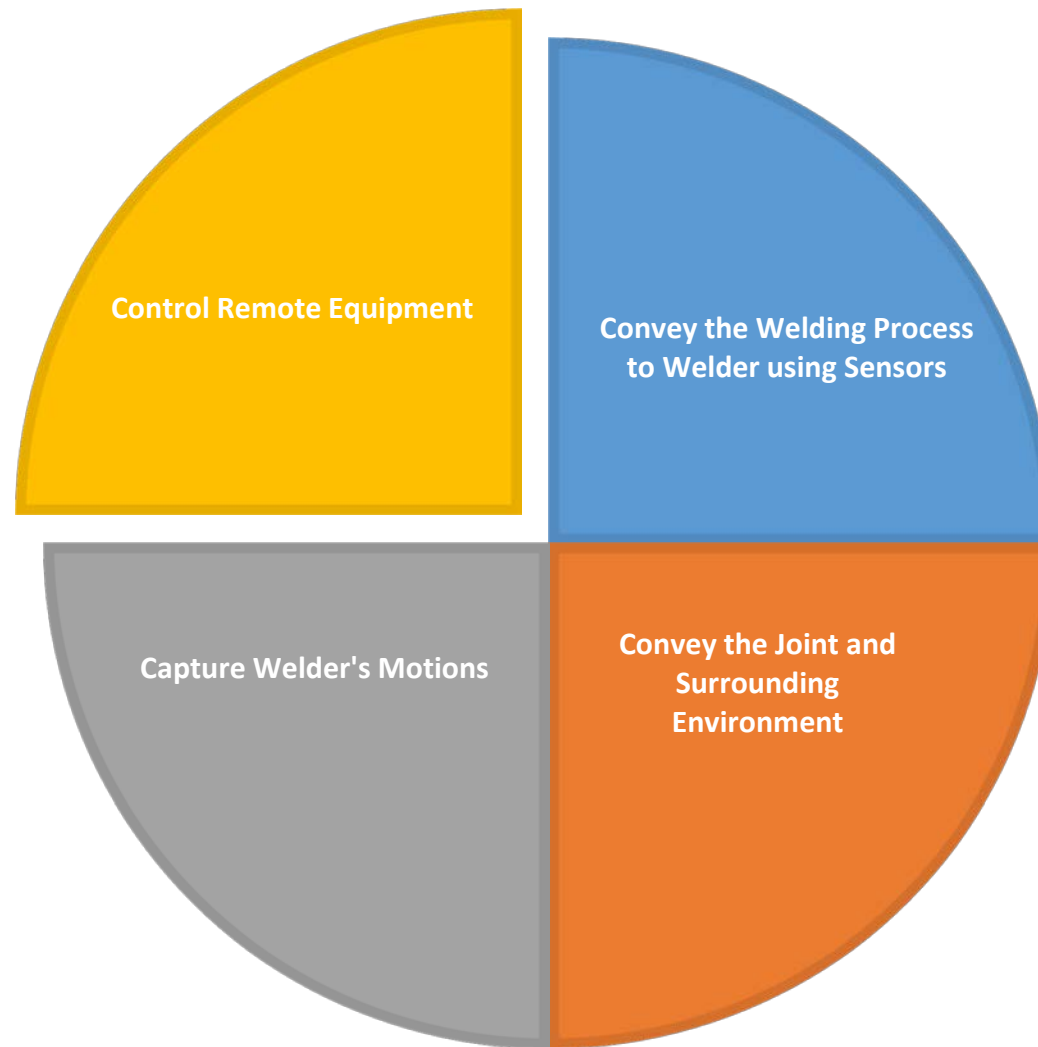 Control Remote Equipment
Convey the Welding Process
to Welder using Sensors
Capture Welder's Motions
Convey the Joint and
Surrounding
Environment